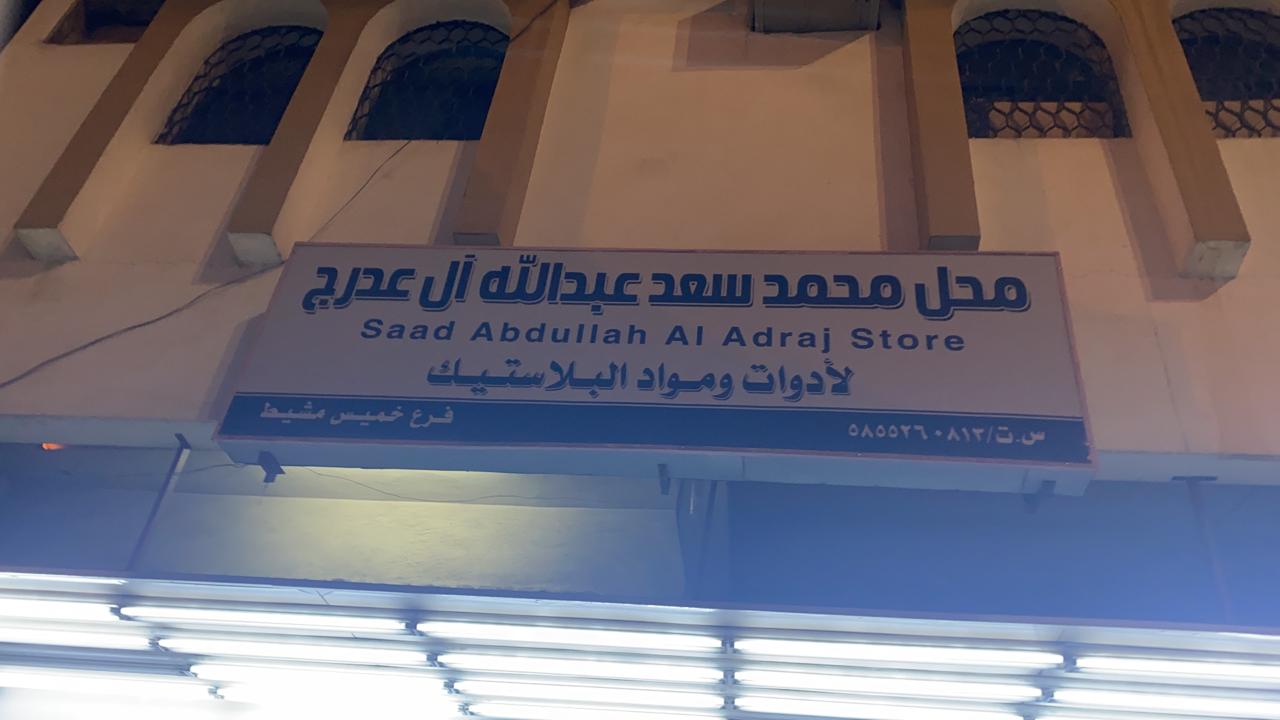 محل محمد سعد عبدالله آل عدرج
Saad Abdullah Al Adraj Store
لأدوات ومواد البلاستيك
س.ت/٥٨٥٥٢٦٠٨١٢ فرع خميس مشيط